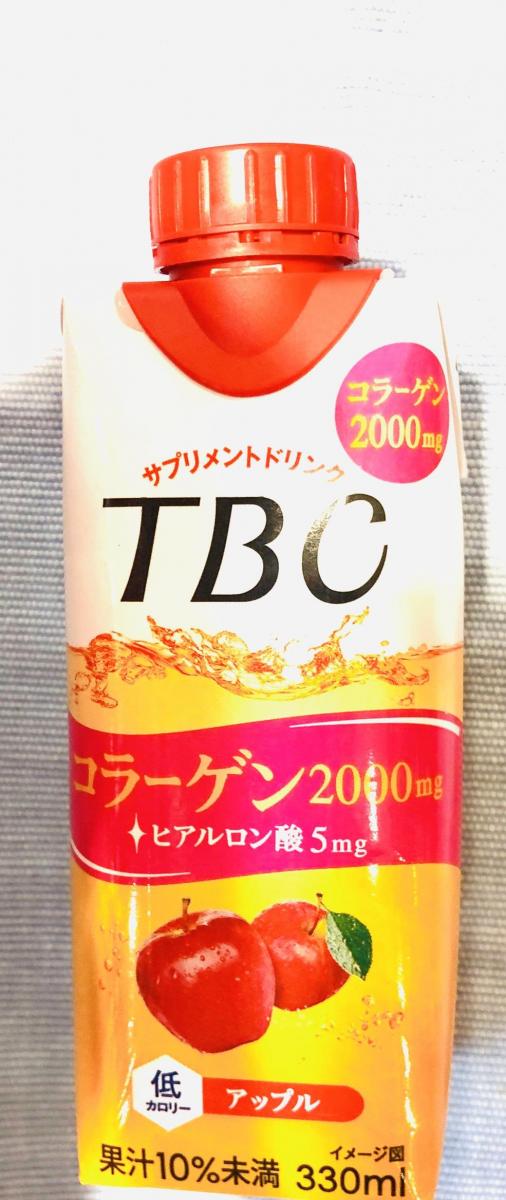 コラーゲン
2000mg
サプリメントドリンク
TBC
コラーゲン2000mg
ヒアルロン酸5mg
低
カロリー
アップル
イメージ図
果汁10%未満 330ml